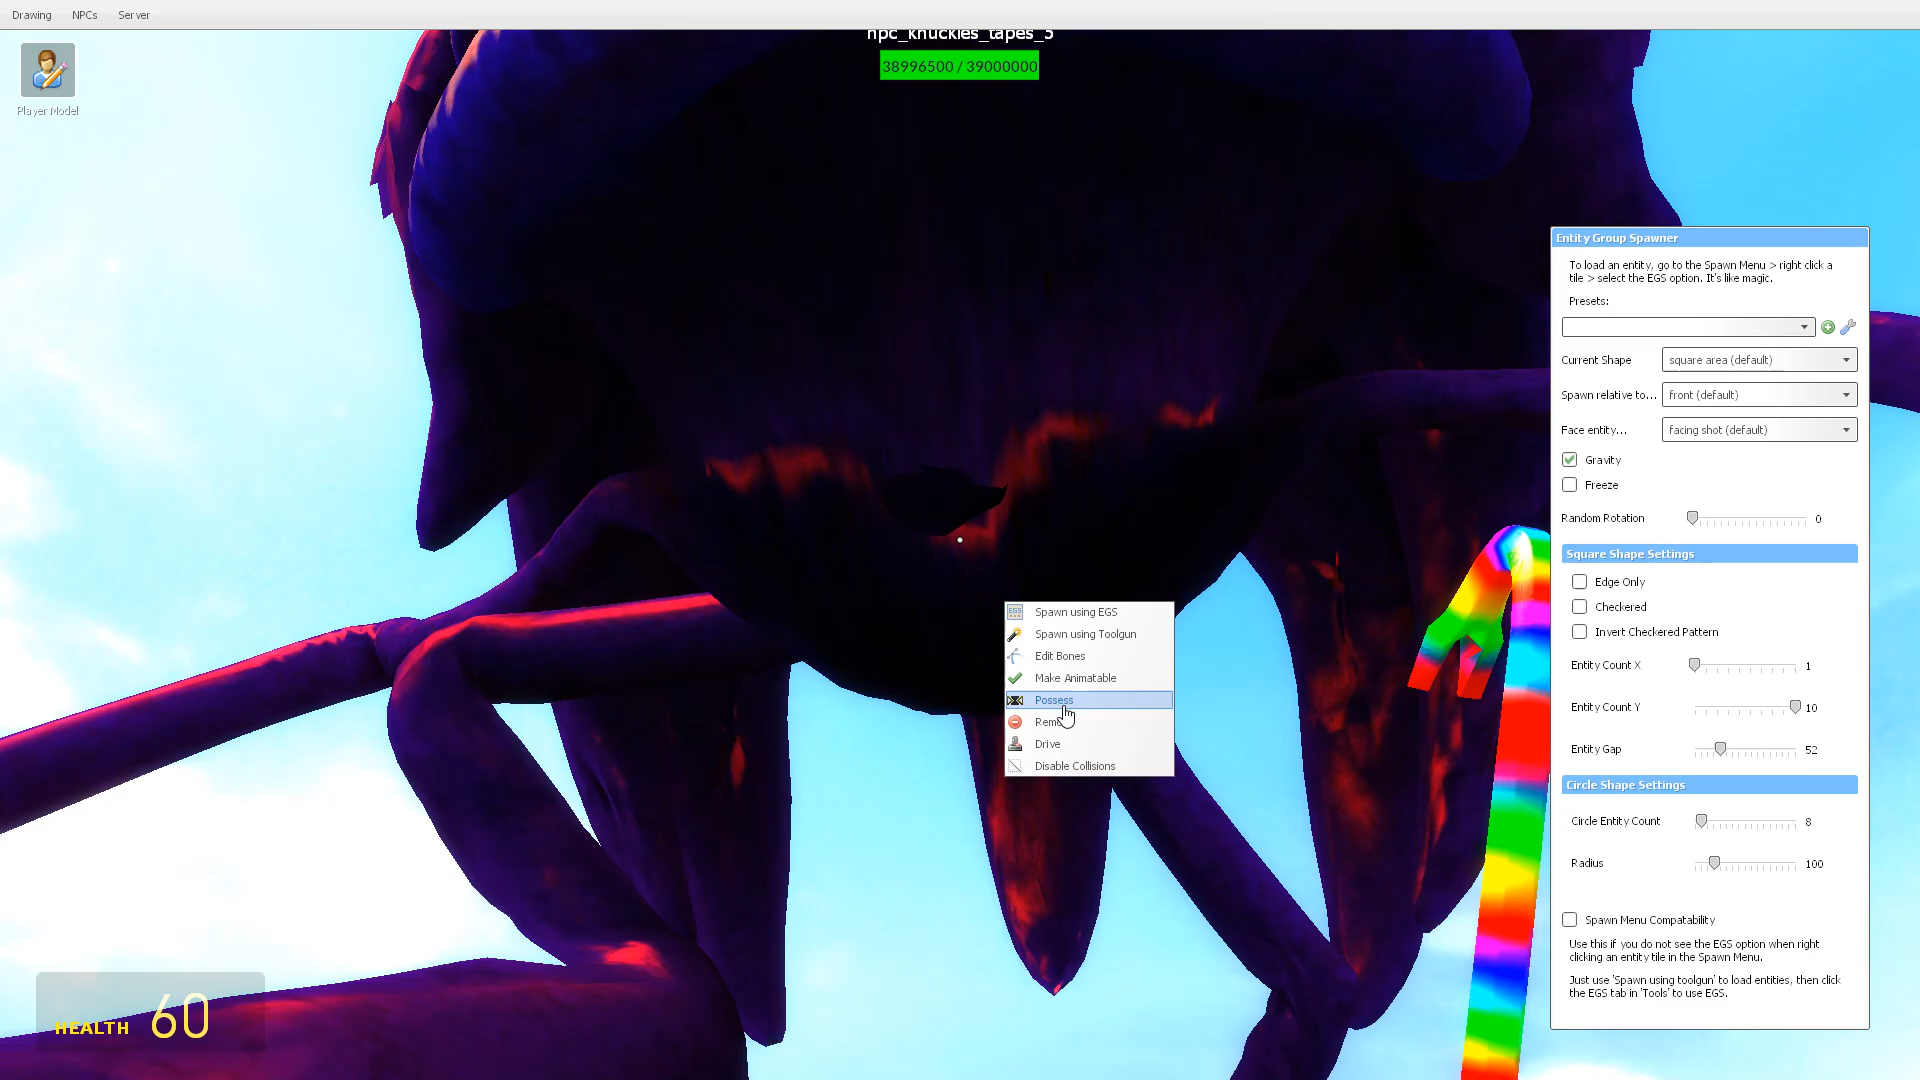 Drawing NPCs Server
Player Model
npc_knuckles_tapes_3
38996500 / 39000000
Spawn using EGS
Spawn using Toolgun
Edit Bones
Make Animatable
Possess
Drive
Disable Collisions
Entity Group Spawner
To load an entity, go to the Spawn Menu > right click a
tile > select the EGS option. It's like magic.
Presets:
Current Shape square area (default)
Spawn relative to... front (default)
Face entity... facing shot (default)
Gravity
Freeze
Random Rotation 0
Square Shape Settings
Edge Only
Checkered
Invert Checkered Pattern
Entity Count X 1
Entity Count Y 10
Entity Gap 52
Circle Shape Settings
Circle Entity Count 8
Radius 100
Spawn Menu Compatability
Use this if you do not see the EGS option when right
clicking an entity tile in the Spawn Menu.
Just use 'Spawn using toolgun' to load entities, then click
the EGS tab in 'Tools' to use EGS.
HEALTH 60